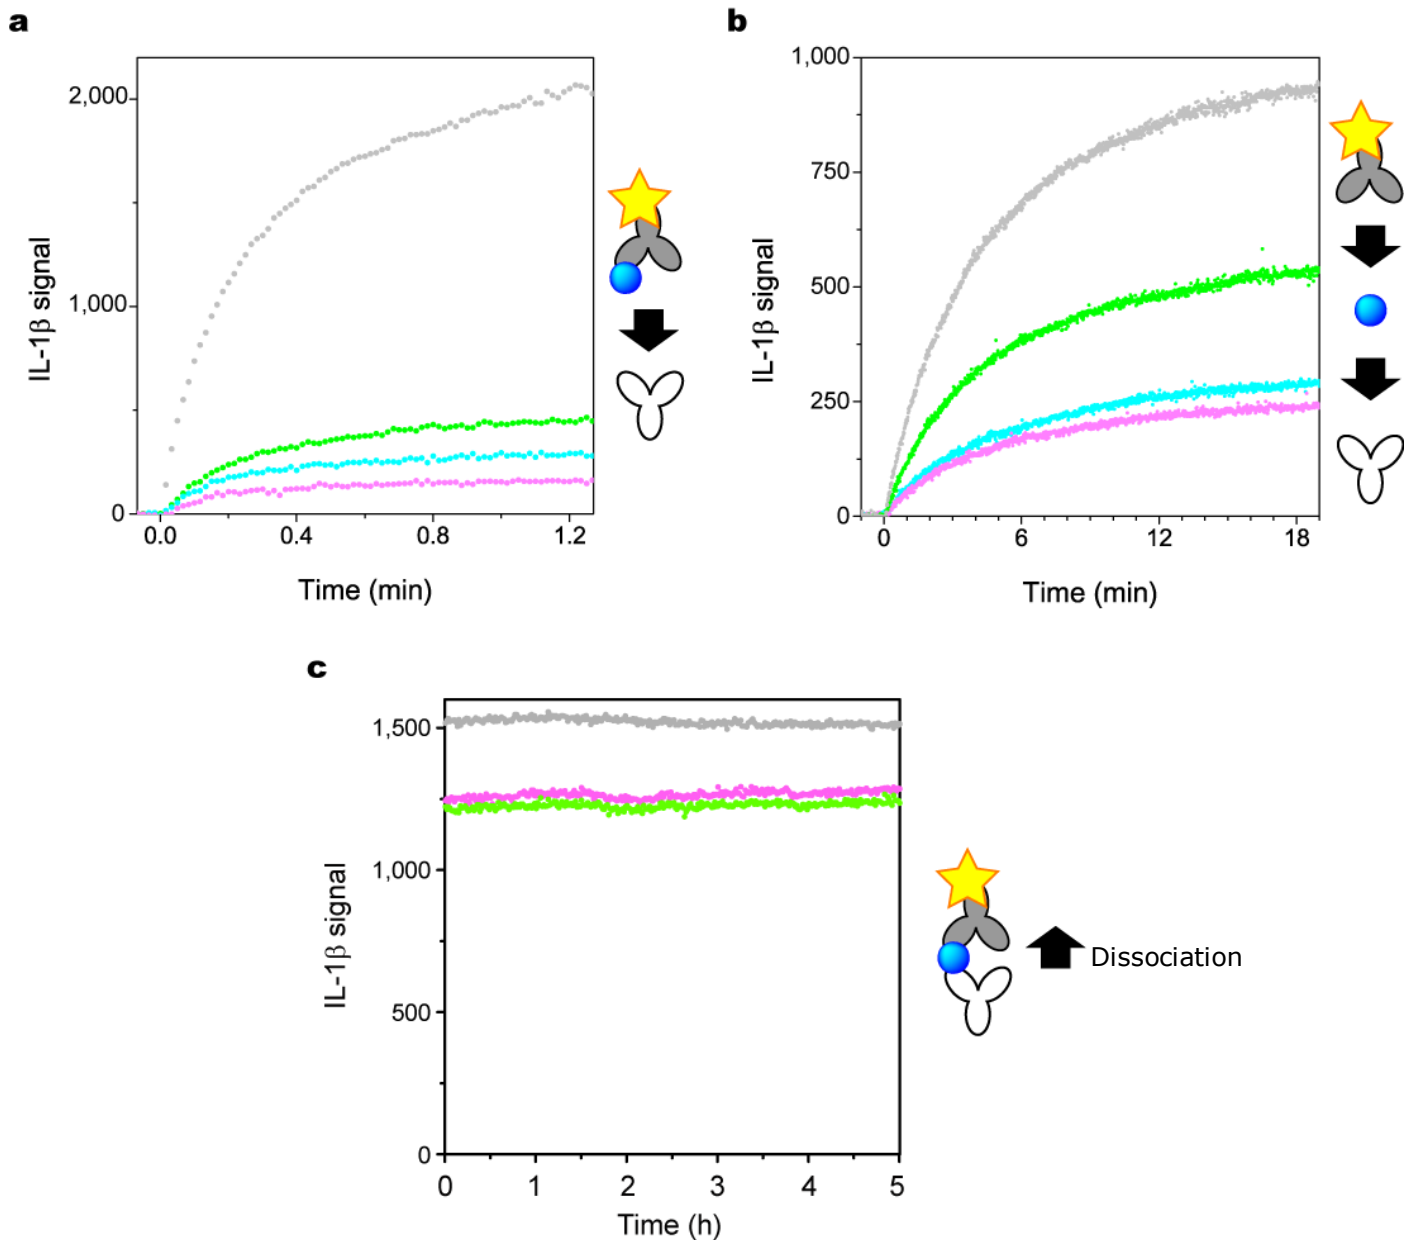 a
2,000
1,000
0
IL-1β signal
0.0 0.4 0.8 1.2
Time (min)
b
1,000
750
500
250
0
IL-1β signal
0 6 12 18
Time (min)
c
1,500
1,000
500
0
IL-1β signal
0 1 2 3 4 5
Time (h)
Dissociation